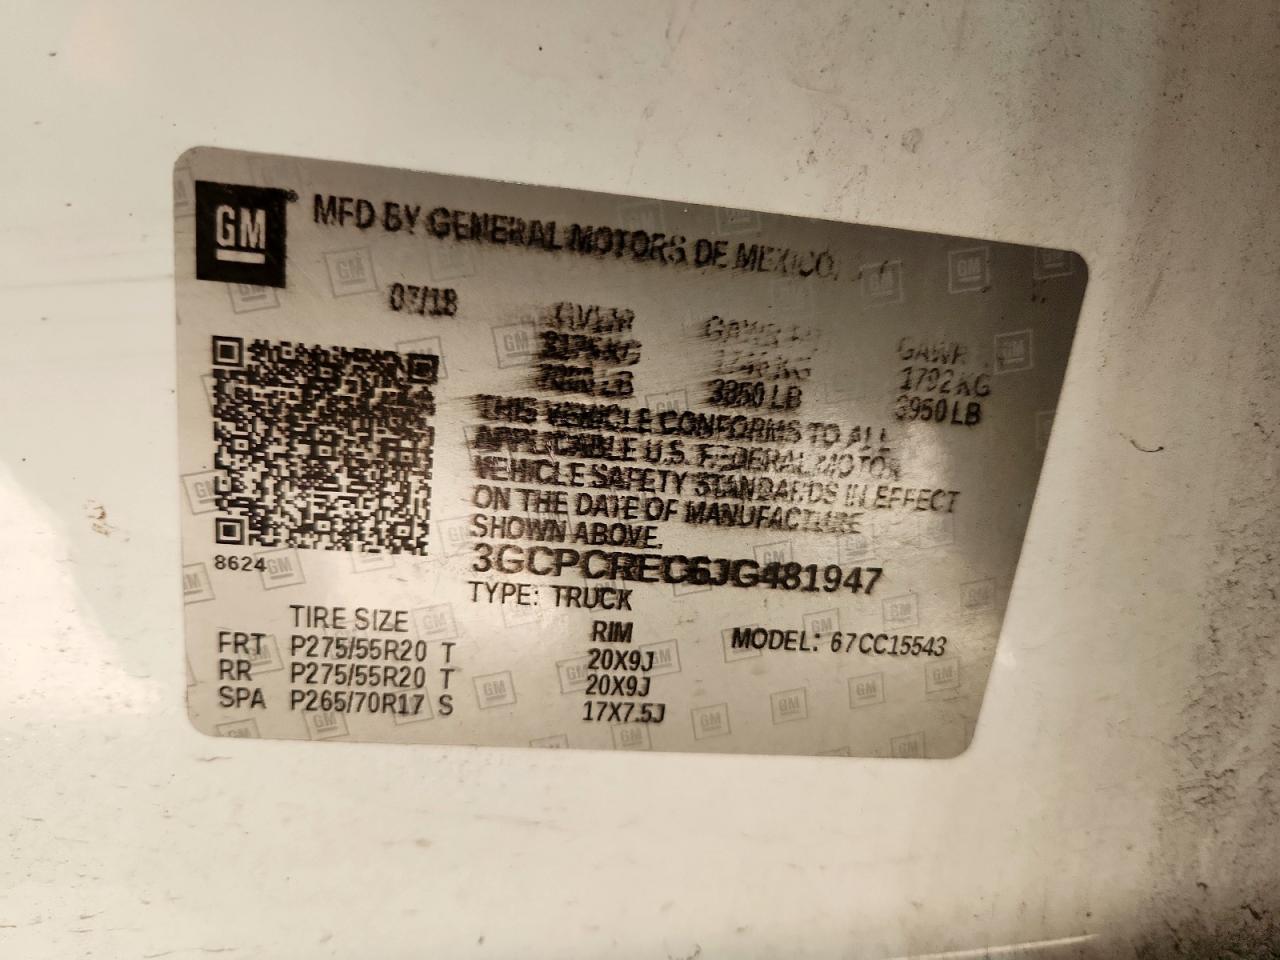 GM
MFD BY GENERAL MOTORS DE MEXICO,
07/18 GVWR GAWR GAWR
KG KG 1792 KG
LB 3850 LB 3950 LB
THIS VEHICLE CONFORMS TO ALL
APPLICABLE U.S. FEDERAL MOTOR
VEHICLE SAFETY STANDARDS IN EFFECT
ON THE DATE OF MANUFACTURE
SHOWN ABOVE.
3GCPCREC6JG481947
8624
TYPE: TRUCK
TIRE SIZE RIM MODEL: 67CC15543
FRT P275/55R20 T 20X9J
RR P275/55R20 T 20X9J
SPA P265/70R17 S 17X7.5J